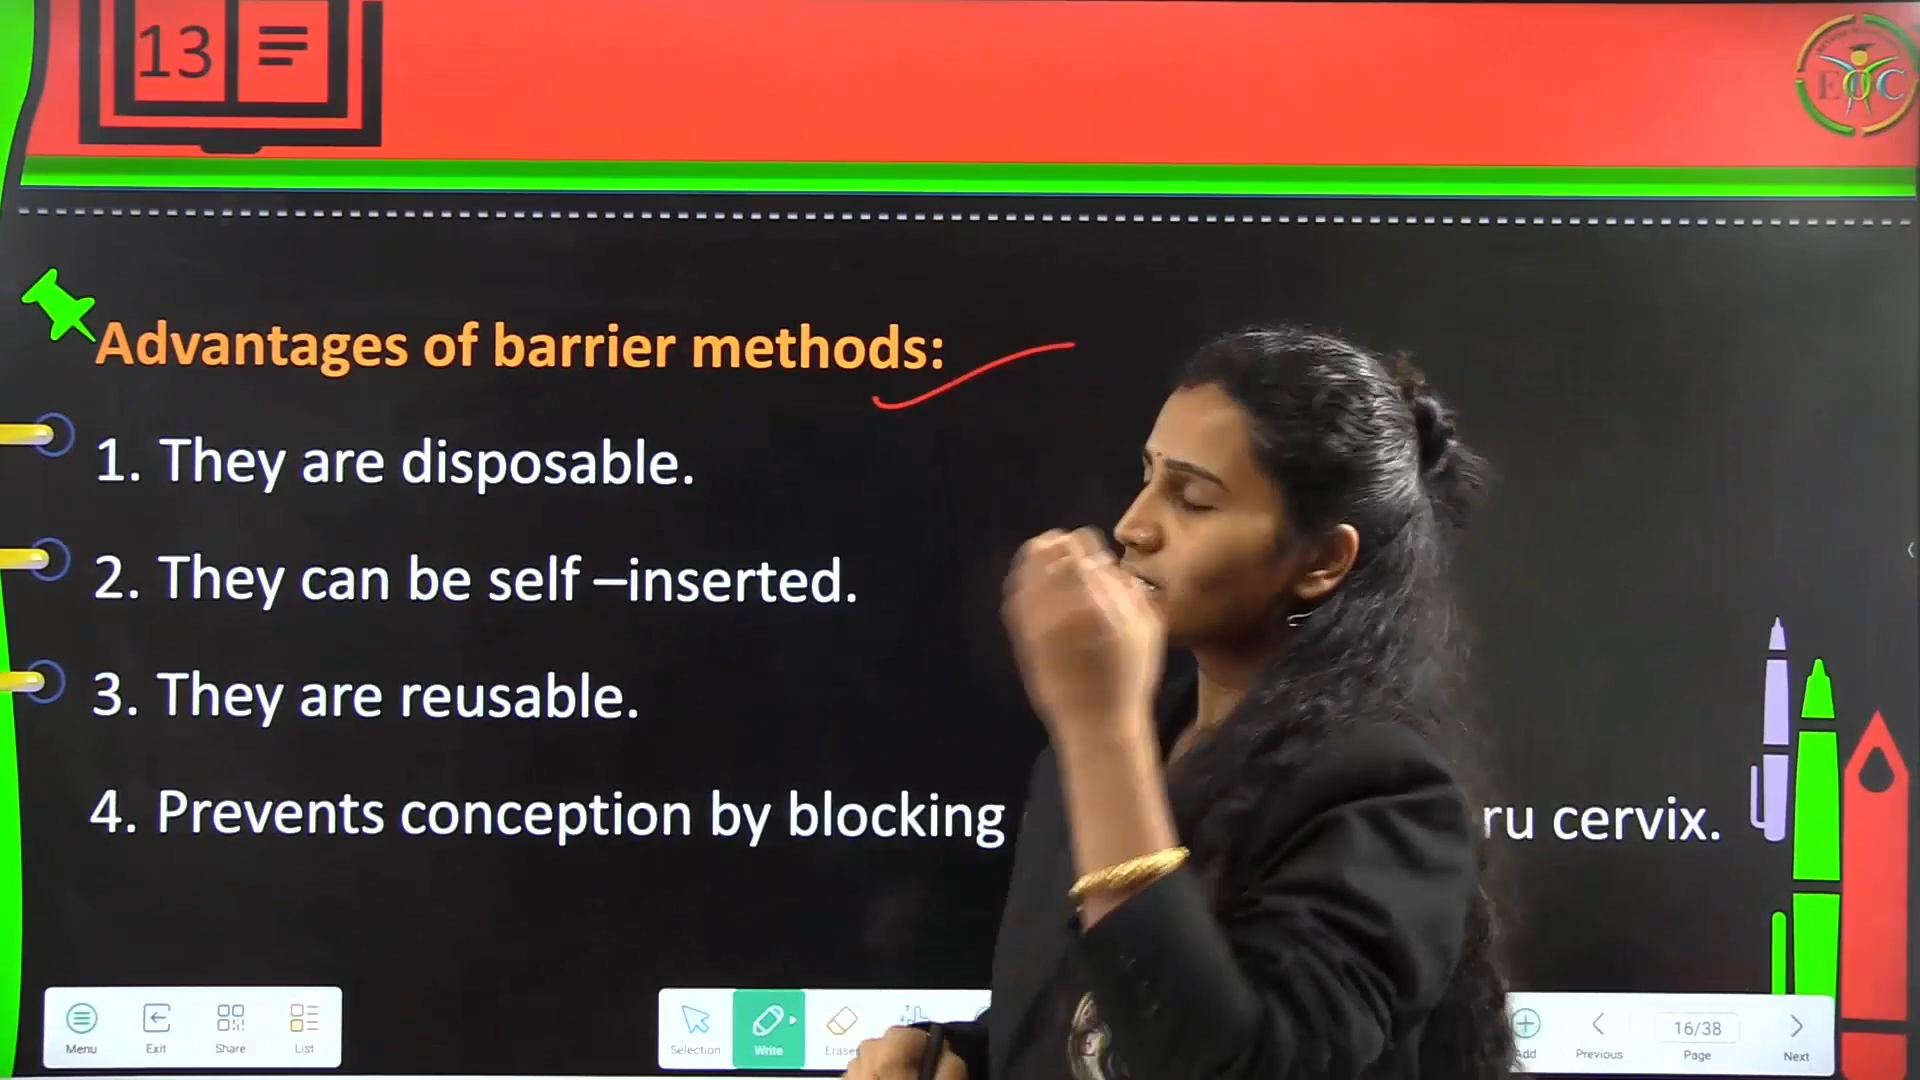 13
EOC
Advantages of barrier methods:
1. They are disposable.
2. They can be self –inserted.
3. They are reusable.
4. Prevents conception by blocking ru cervix.
Menu
Exit
Share
List
Selection
Write
Erase
Add
Previous
16/38
Page
Next